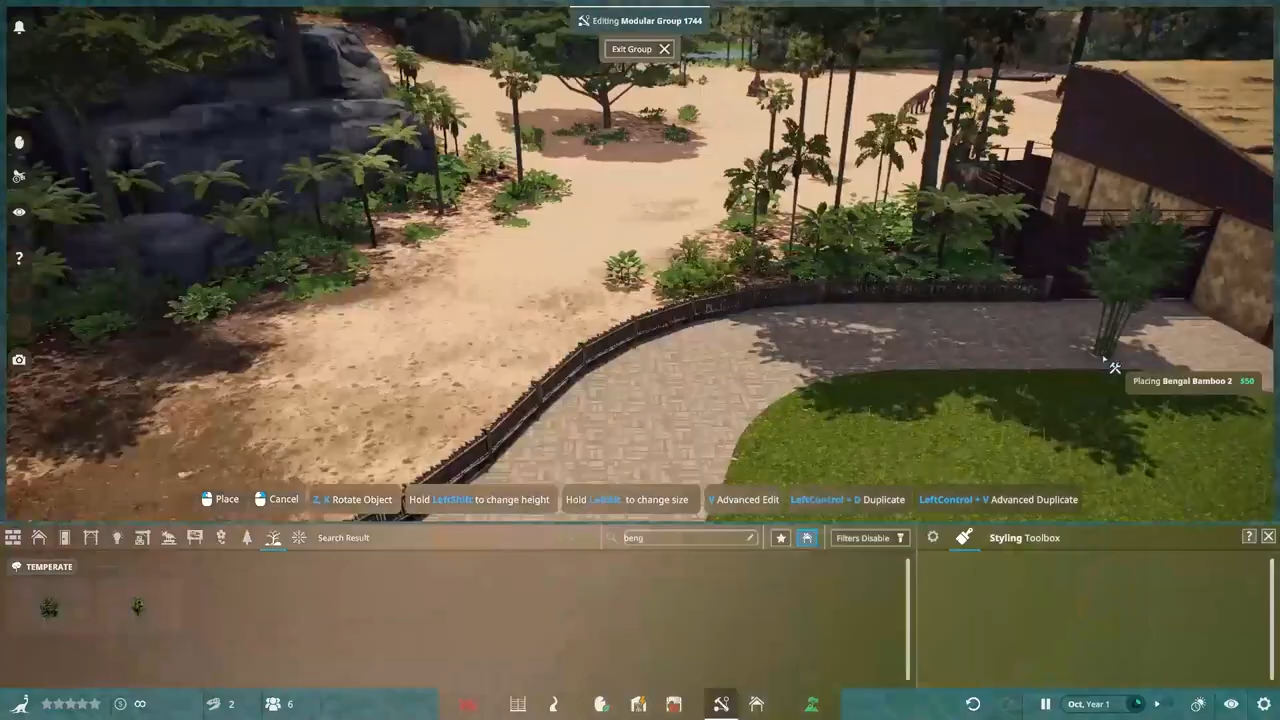 Editing Modular Group 1744
Exit Group
?
Placing Bengal Bamboo 2 $50
Place
Cancel
Z, X Rotate Object
Hold LeftShift to change height
Hold to change size
V Advanced Edit
LeftControl + D Duplicate
LeftControl + V Advanced Duplicate
Search Result
beng
Filters Disable
Styling Toolbox
?
TEMPERATE
2
6
Oct, Year 1